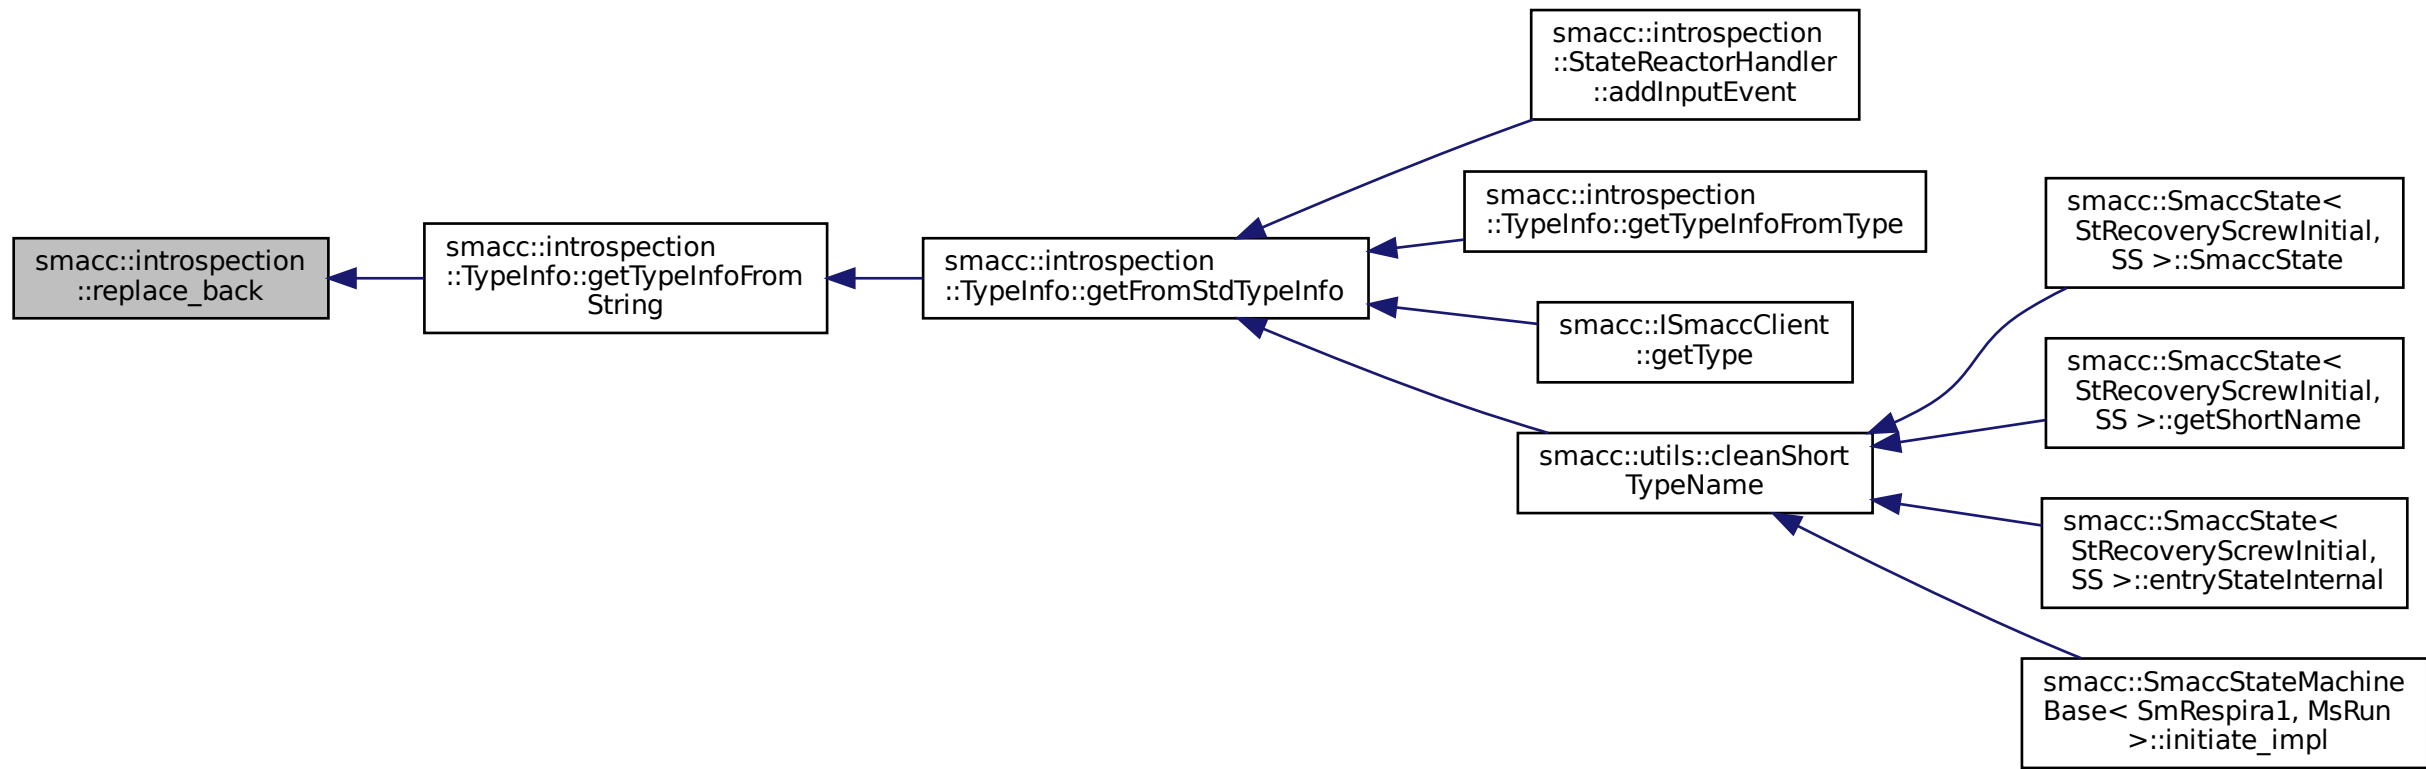 smacc::introspection
::replace_back
smacc::introspection
::TypeInfo::getTypeInfoFrom
String
smacc::introspection
::TypeInfo::getFromStdTypeInfo
smacc::introspection
::StateReactorHandler
::addInputEvent
smacc::introspection
::TypeInfo::getTypeInfoFromType
smacc::ISmaccClient
::getType
smacc::utils::cleanShort
TypeName
smacc::SmaccState<
StRecoveryScrewInitial,
SS >::SmaccState
smacc::SmaccState<
StRecoveryScrewInitial,
SS >::getShortName
smacc::SmaccState<
StRecoveryScrewInitial,
SS >::entryStateInternal
smacc::SmaccStateMachine
Base< SmRespira1, MsRun
>::initiate_impl